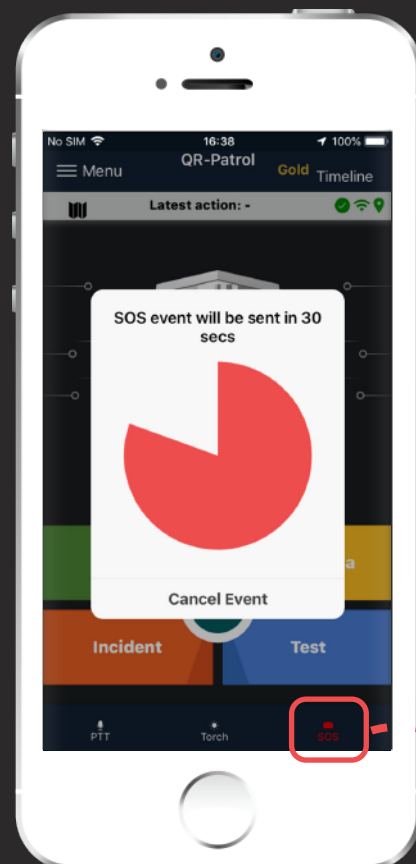 No SIM 16:38 100%
Menu QR-Patrol Gold Timeline
Latest action: -
SOS event will be sent in 30
secs
a
Cancel Event
Incident Test
PTT Torch SOS